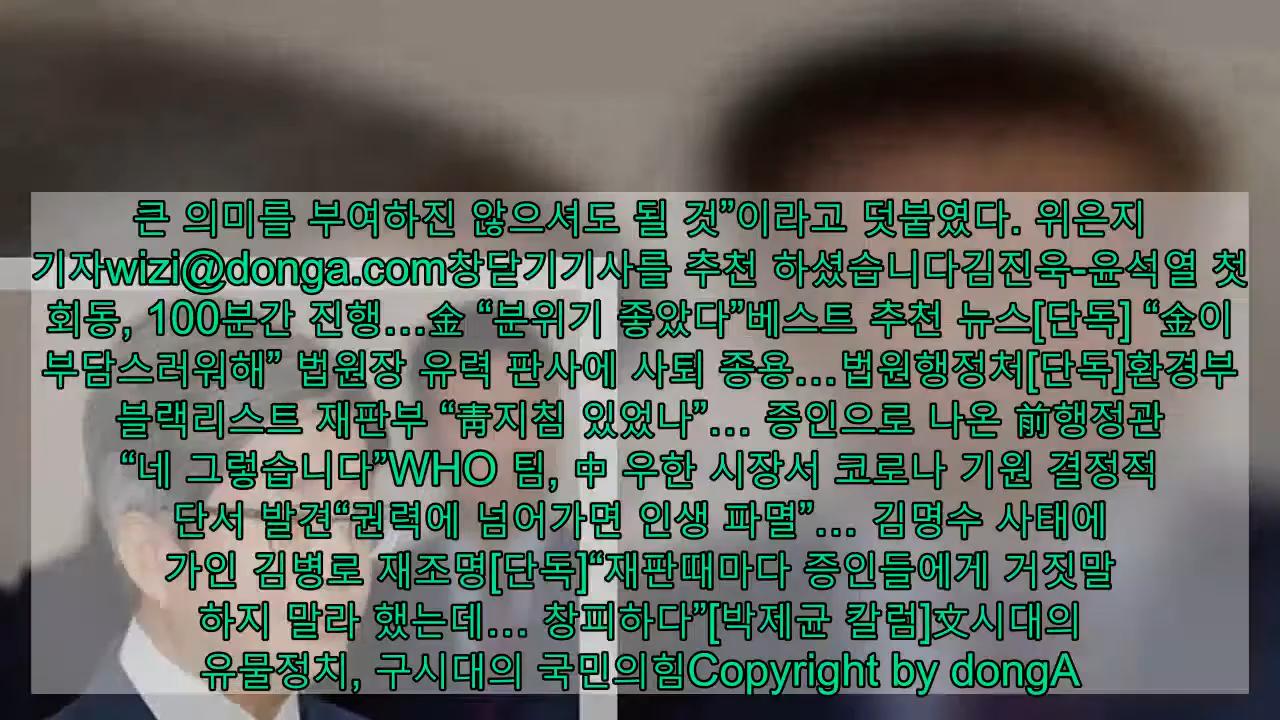 큰 의미를 부여하진 않으셔도 될 것”이라고 덧붙였다. 위은지
기자wizi@donga.com창닫기기사를 추천 하셨습니다김진욱-윤석열 첫
회동, 100분간 진행…金 “분위기 좋았다”베스트 추천 뉴스[단독] “金이
부담스러워해” 법원장 유력 판사에 사퇴 종용…법원행정처[단독]환경부
블랙리스트 재판부 “靑지침 있었나”… 증인으로 나온 前행정관
“네 그렇습니다”WHO 팀, 中 우한 시장서 코로나 기원 결정적
단서 발견“권력에 넘어가면 인생 파멸”… 김명수 사태에
가인 김병로 재조명[단독]“재판때마다 증인들에게 거짓말
하지 말라 했는데… 창피하다”[박제균 칼럼]文시대의
유물정치, 구시대의 국민의힘Copyright by dongA